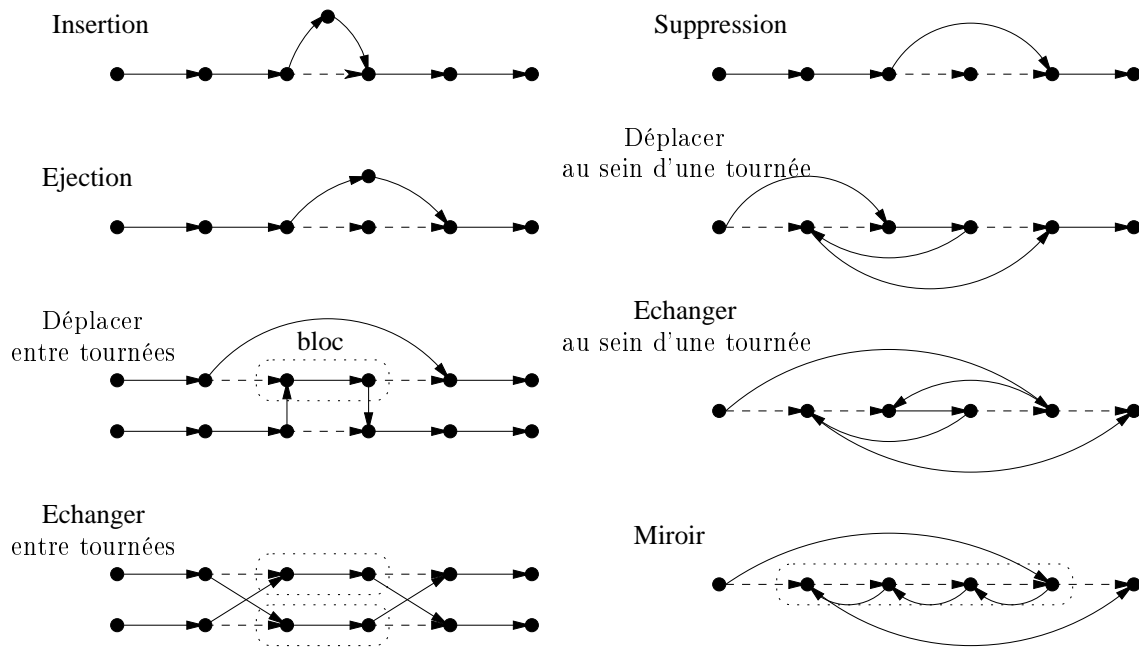 Insertion
Suppression
Ejection
Déplacer
au sein d'une tournée
Déplacer
entre tournées
bloc
Echanger
au sein d'une tournée
Echanger
entre tournées
Miroir